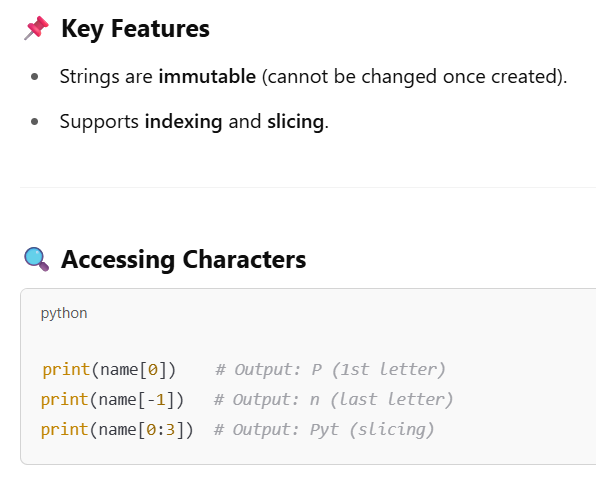 📌 Key Features
• Strings are immutable (cannot be changed once created).
• Supports indexing and slicing.
🔍 Accessing Characters
python
print(name[0])    # Output: P (1st letter)
print(name[-1])   # Output: n (last letter)
print(name[0:3])  # Output: Pyt (slicing)